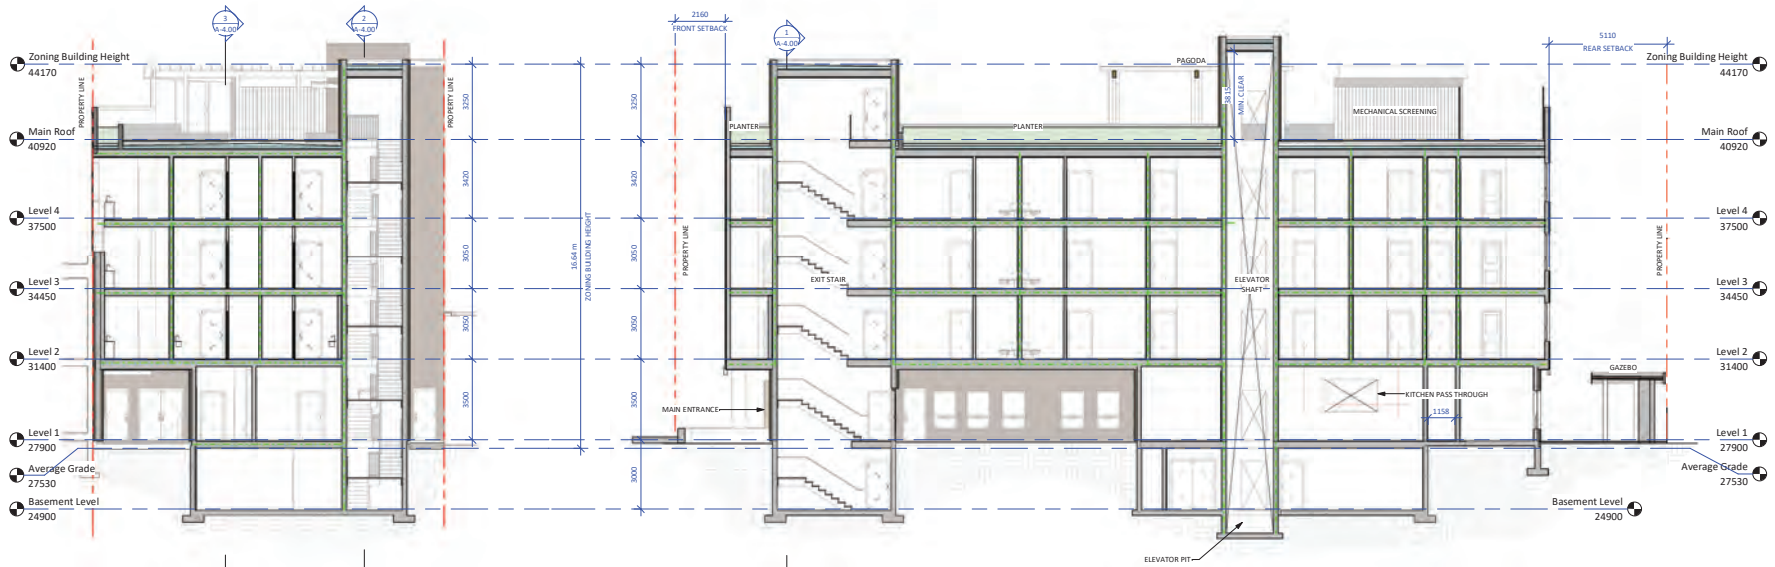 3
A-4.00
2
A-4.00
Zoning Building Height
44170
PROPERTY LINE
PROPERTY LINE
Main Roof
40920
Level 4
37500
Level 3
34450
Level 2
31400
Level 1
27900
Average Grade
27530
Basement Level
24900
3250
3420
3050
3050
3500
16.64 m
ZONING BUILDING HEIGHT
3250
3420
3050
3050
3500
3000
2160
FRONT SETBACK
1
A-4.00
PROPERTY LINE
PLANTER
PLANTER
PAGODA
3815
MIN. CLEAR
MECHANICAL SCREENING
5110
REAR SETBACK
EXIT STAIR
ELEVATOR
SHAFT
MAIN ENTRANCE
KITCHEN PASS THROUGH
1158
GAZEBO
ELEVATOR PIT
PROPERTY LINE
Zoning Building Height
44170
Main Roof
40920
Level 4
37500
Level 3
34450
Level 2
31400
Level 1
27900
Average Grade
27530
Basement Level
24900